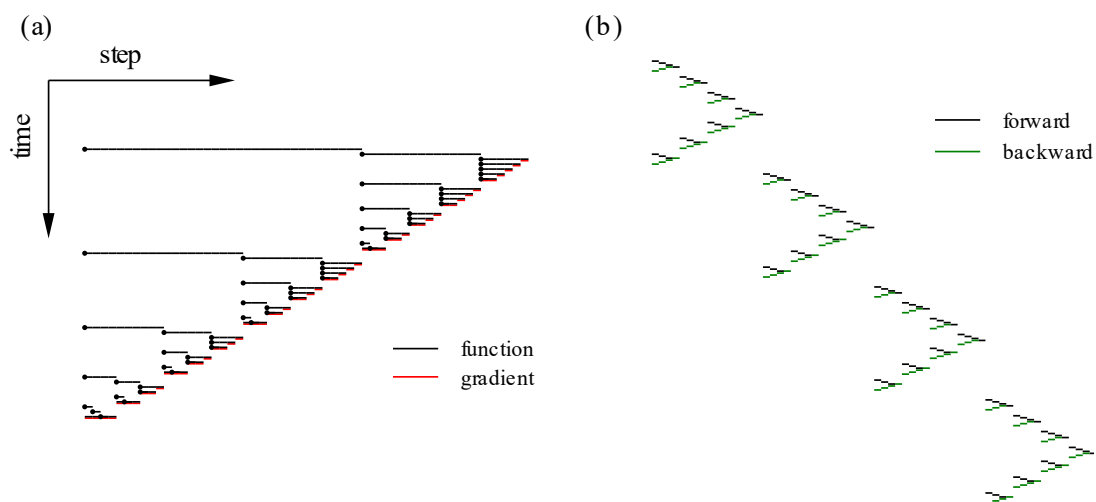 (a)
step
time
function
gradient
(b)
forward
backward